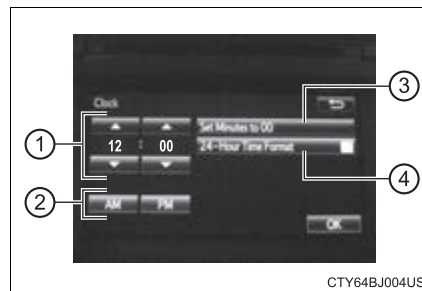 Clock
Set Minutes to 00
12 : 00
24-Hour Time Format
AM PM
OK
1
2
3
4
CTY64BJ004US